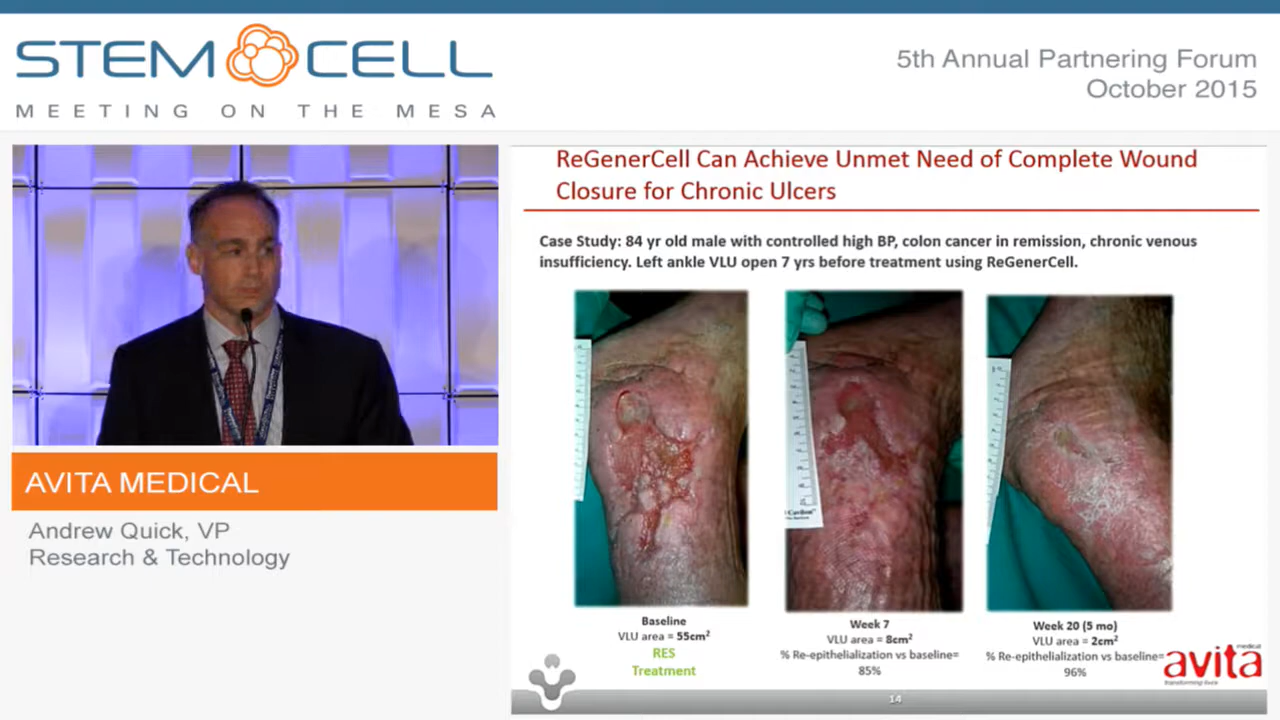 STEM CELL
MEETING ON THE MESA
5th Annual Partnering Forum
October 2015
ReGenerCell Can Achieve Unmet Need of Complete Wound
Closure for Chronic Ulcers
Case Study: 84 yr old male with controlled high BP, colon cancer in remission, chronic venous
insufficiency. Left ankle VLU open 7 yrs before treatment using ReGenerCell.
Baseline
VLU area = 55cm²
RES
Treatment
Week 7
VLU area = 8cm²
% Re-epithelialization vs baseline=
85%
Week 20 (5 mo)
VLU area = 2cm²
% Re-epithelialization vs baseline=
96%
avita
medical
transforming lives
14
AVITA MEDICAL
Andrew Quick, VP
Research & Technology